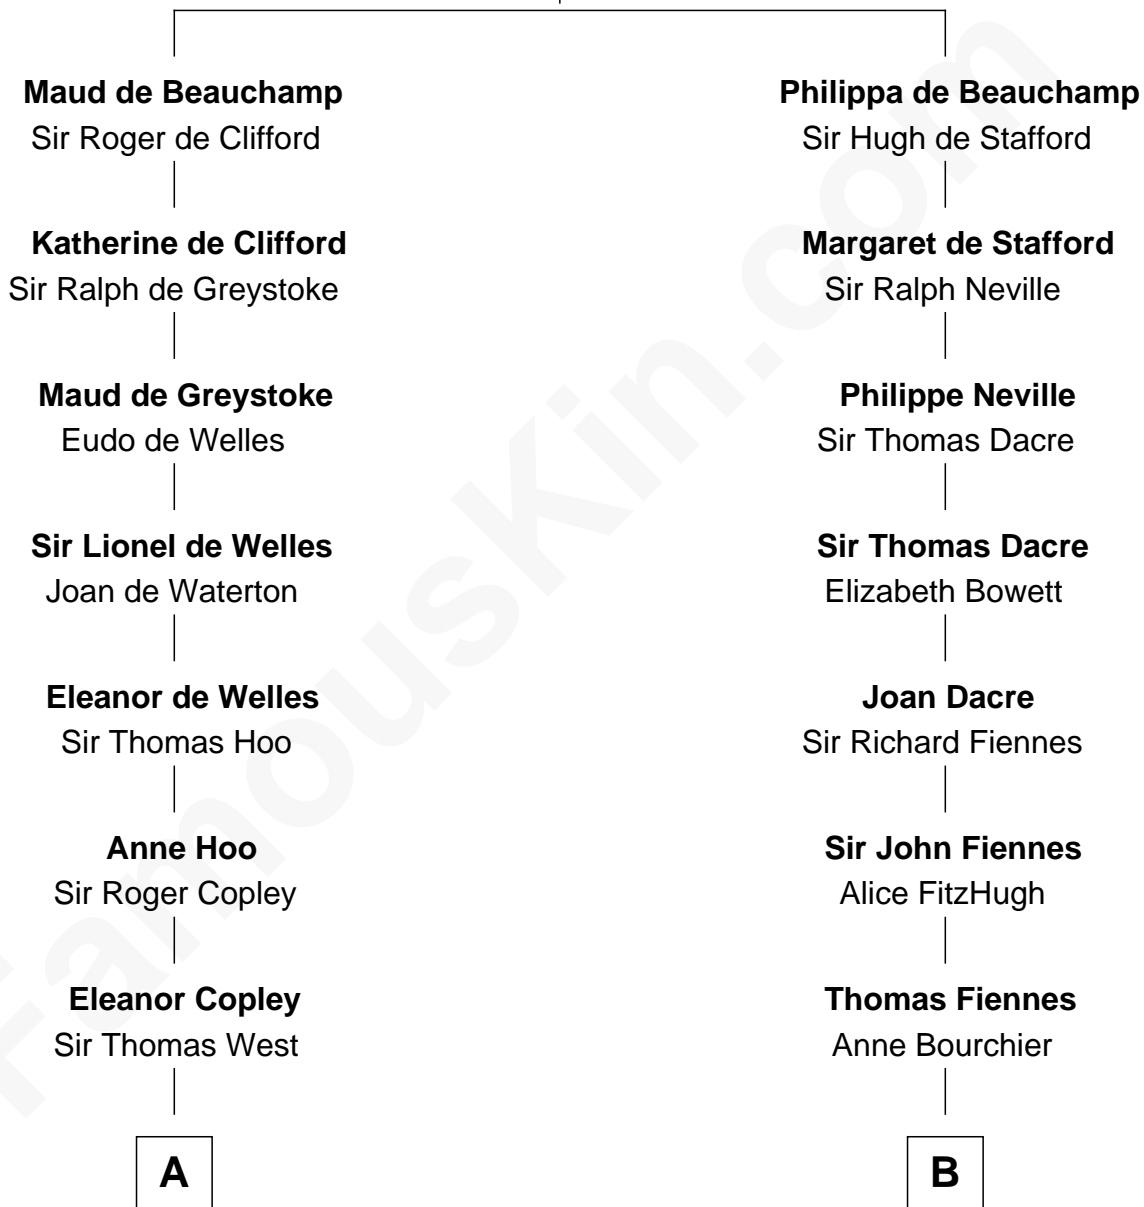 Maud de Beauchamp
Sir Roger de Clifford
Katherine de Clifford
Sir Ralph de Greystoke
Maud de Greystoke
Eudo de Welles
Sir Lionel de Welles
Joan de Waterton
Eleanor de Welles
Sir Thomas Hoo
Anne Hoo
Sir Roger Copley
Eleanor Copley
Sir Thomas West
A
Philippa de Beauchamp
Sir Hugh de Stafford
Margaret de Stafford
Sir Ralph Neville
Philippe Neville
Sir Thomas Dacre
Sir Thomas Dacre
Elizabeth Bowett
Joan Dacre
Sir Richard Fiennes
Sir John Fiennes
Alice FitzHugh
Thomas Fiennes
Anne Bourchier
B
FamousKin.com